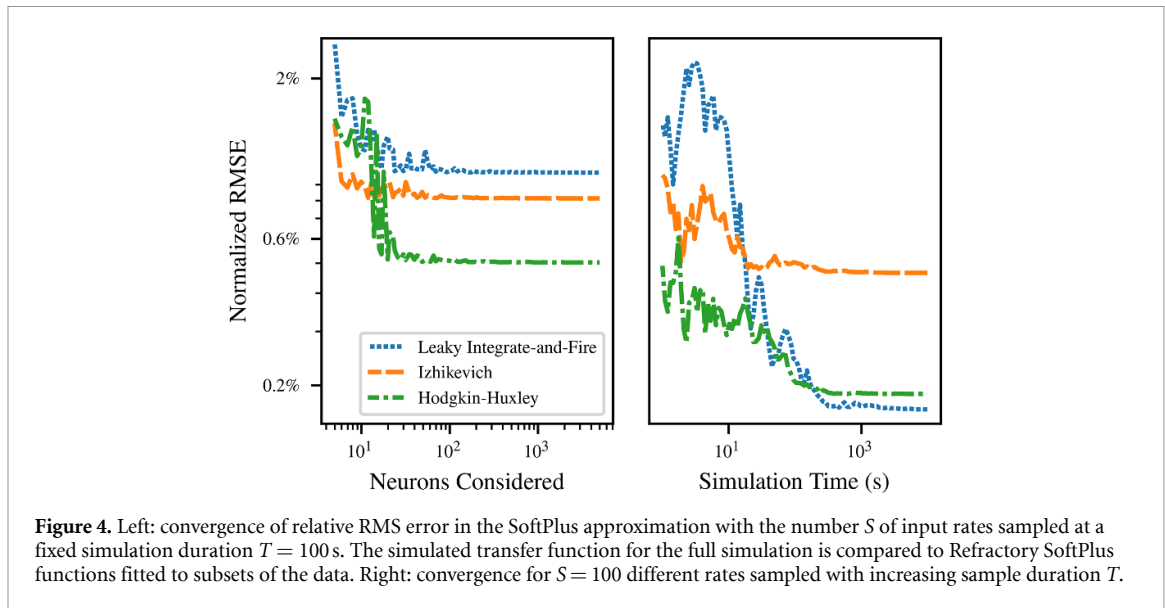 2%
0.6%
0.2%
Normalized RMSE
Leaky Integrate-and-Fire
Izhikevich
Hodgkin-Huxley
10¹ 10² 10³
Neurons Considered
10¹ 10³
Simulation Time (s)
Figure 4. Left: convergence of relative RMS error in the SoftPlus approximation with the number S of input rates sampled at a
fixed simulation duration T = 100 s. The simulated transfer function for the full simulation is compared to Refractory SoftPlus
functions fitted to subsets of the data. Right: convergence for S = 100 different rates sampled with increasing sample duration T.